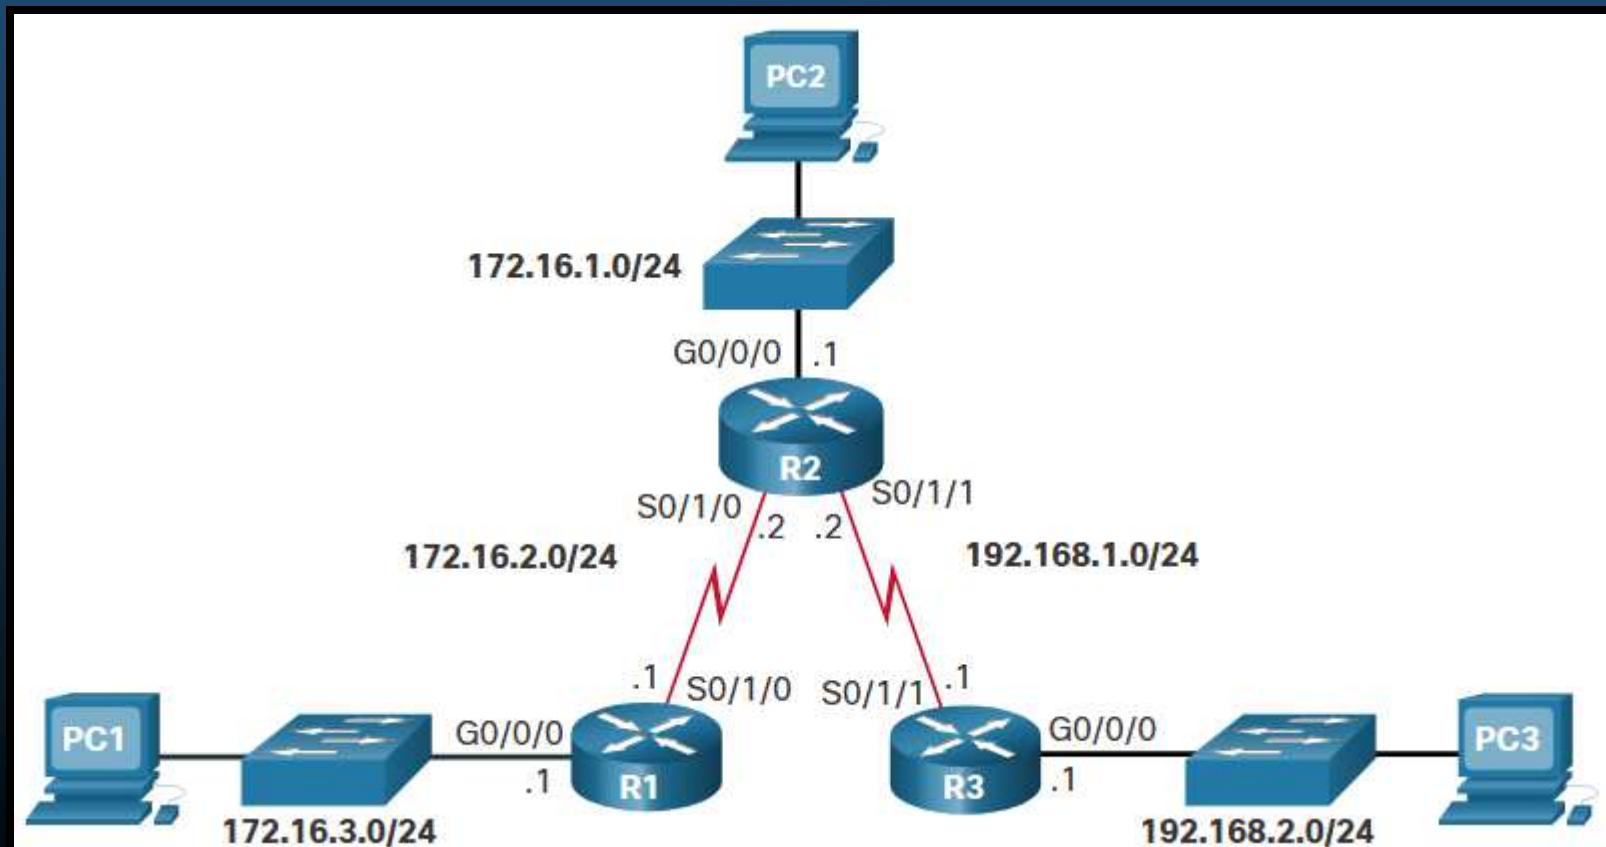 PC2
172.16.1.0/24
G0/0/0 .1
R2
S0/1/0 .2 .2 S0/1/1
172.16.2.0/24 192.168.1.0/24
.1 S0/1/0 S0/1/1 .1
PC1 G0/0/0 .1 R1 R3 G0/0/0 .1 PC3
172.16.3.0/24 192.168.2.0/24